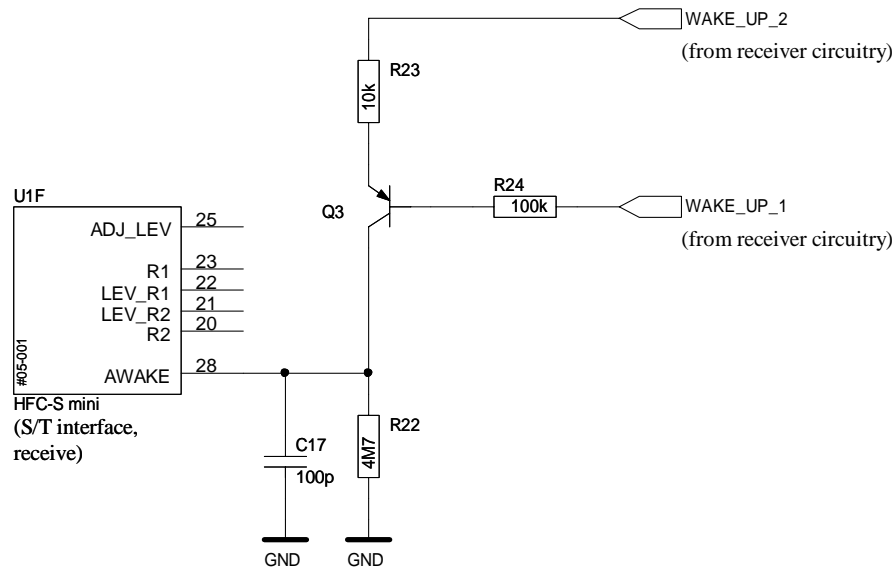 WAKE_UP_2
(from receiver circuitry)
R23
10k
R24
100k
WAKE_UP_1
(from receiver circuitry)
Q3
U1F
ADJ_LEV 25
R1 23
LEV_R1 22
LEV_R2 21
R2 20
AWAKE 28
#05-001
HFC-S mini
(S/T interface,
receive)
C17
100p
R22
4M7
GND
GND